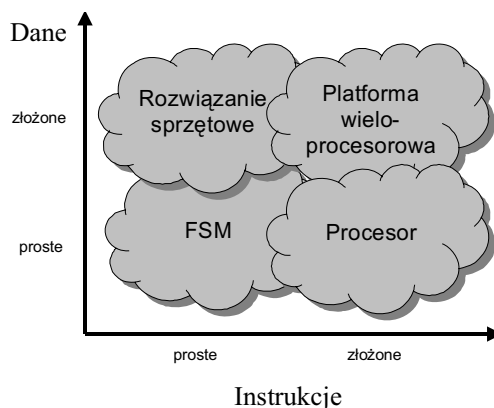 Dane
złożone
proste
Rozwiązanie
sprzętowe
Platforma
wielo-
procesorowa
FSM
Procesor
proste
złożone
Instrukcje